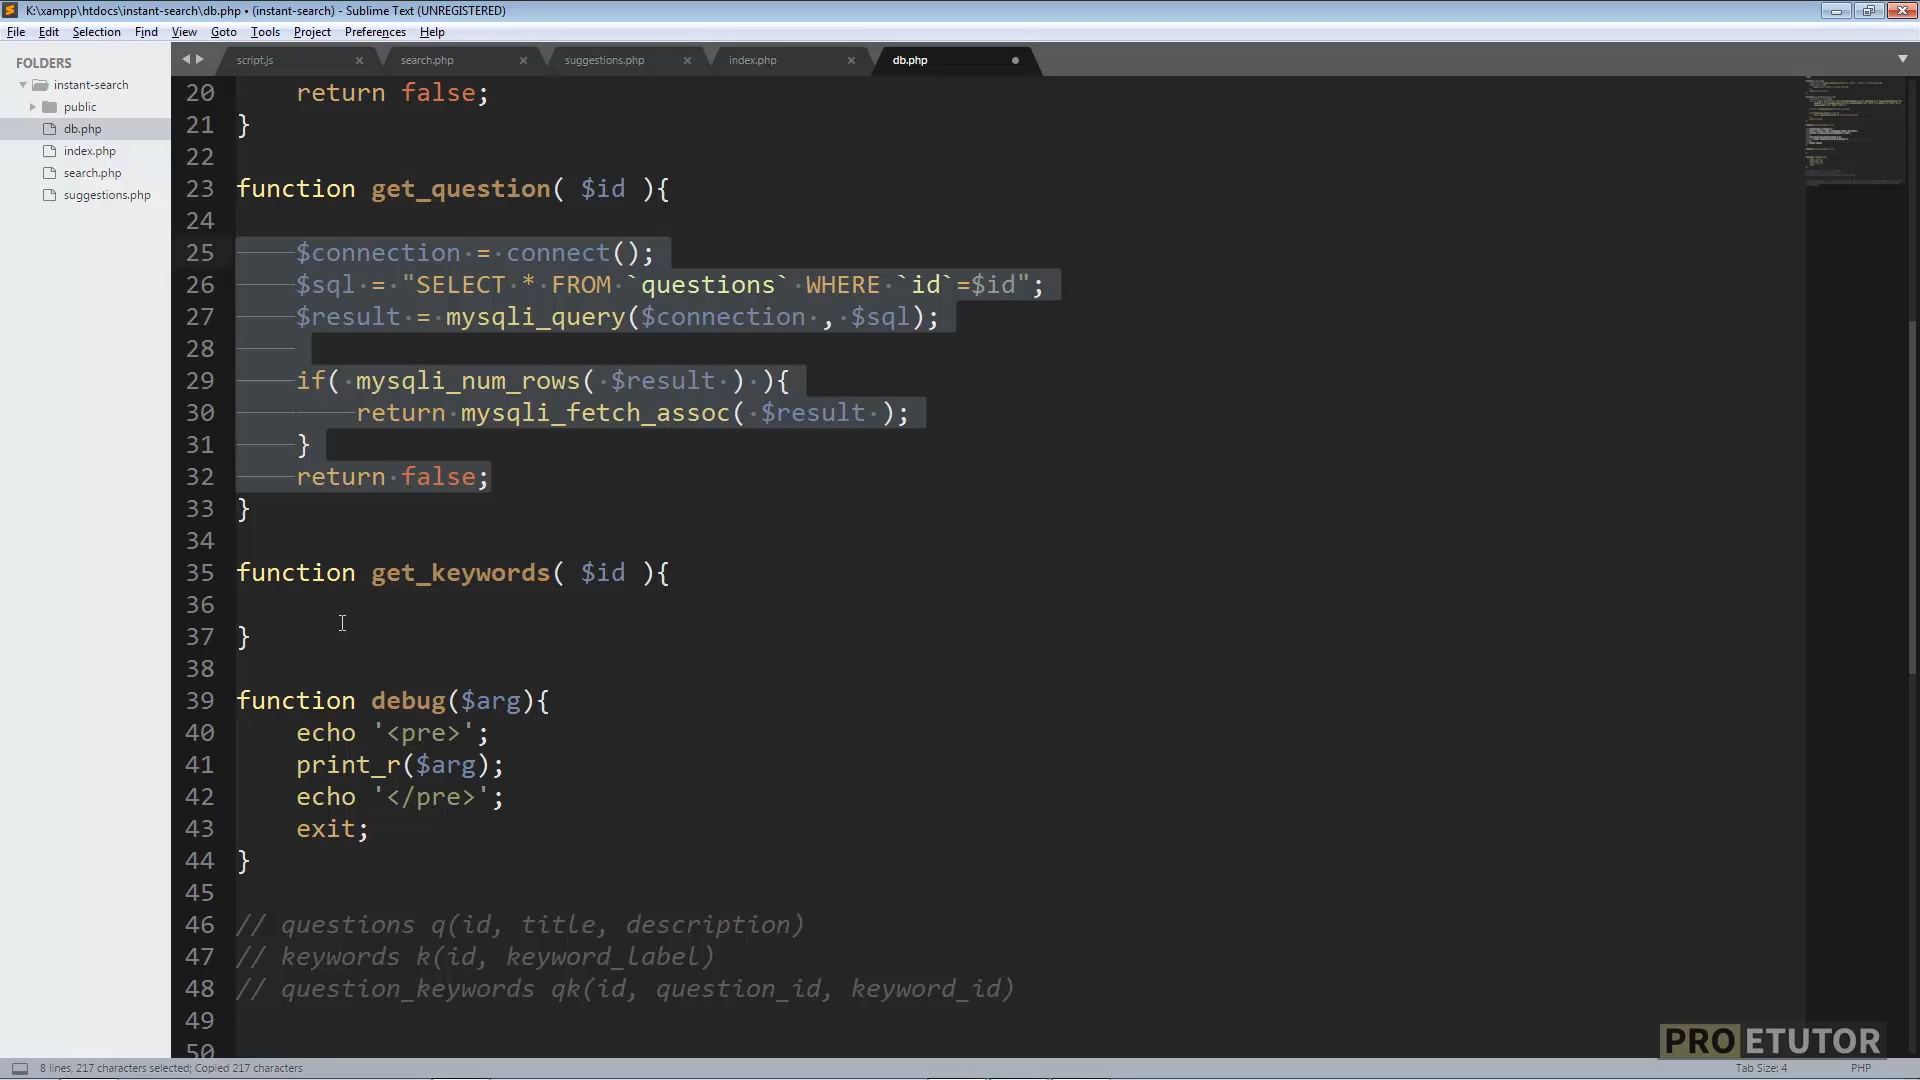 K:\xampp\htdocs\instant-search\db.php • (instant-search) - Sublime Text (UNREGISTERED)
File Edit Selection Find View Goto Tools Project Preferences Help
FOLDERS
instant-search
public
db.php
index.php
search.php
suggestions.php
script.js search.php suggestions.php index.php db.php
20 return false;
21 }
22
23 function get_question( $id ){
24
25 $connection = connect();
26 $sql = "SELECT * FROM `questions` WHERE `id`=$id";
27 $result = mysqli_query($connection , $sql);
28
29 if( mysqli_num_rows( $result ) ){
30 return mysqli_fetch_assoc( $result );
31 }
32 return false;
33 }
34
35 function get_keywords( $id ){
36
37 }
38
39 function debug($arg){
40 echo '<pre>';
41 print_r($arg);
42 echo '</pre>';
43 exit;
44 }
45
46 // questions q(id, title, description)
47 // keywords k(id, keyword_label)
48 // question_keywords qk(id, question_id, keyword_id)
49
50
PROETUTOR
8 lines, 217 characters selected; Copied 217 characters
Tab Size: 4 PHP